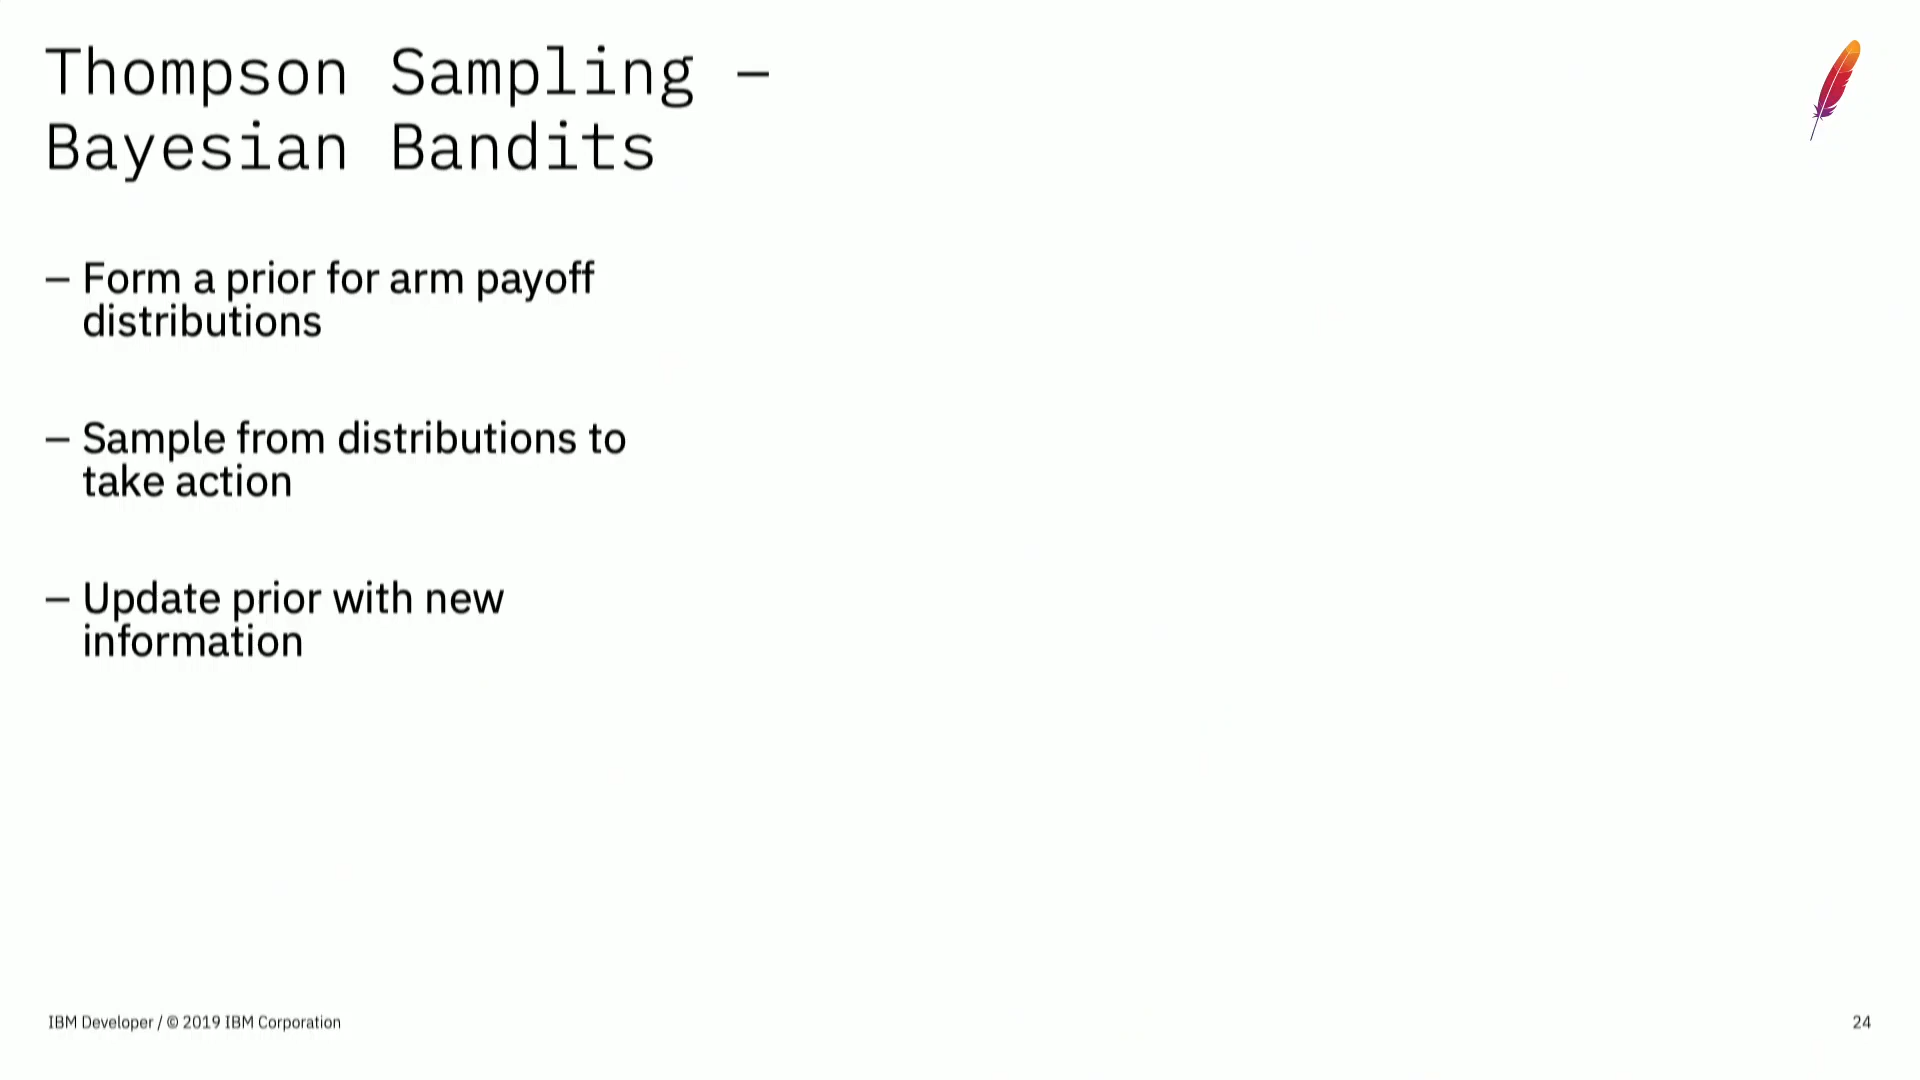 Thompson Sampling –
Bayesian Bandits
– Form a prior for arm payoff
distributions
– Sample from distributions to
take action
– Update prior with new
information
IBM Developer / © 2019 IBM Corporation
24